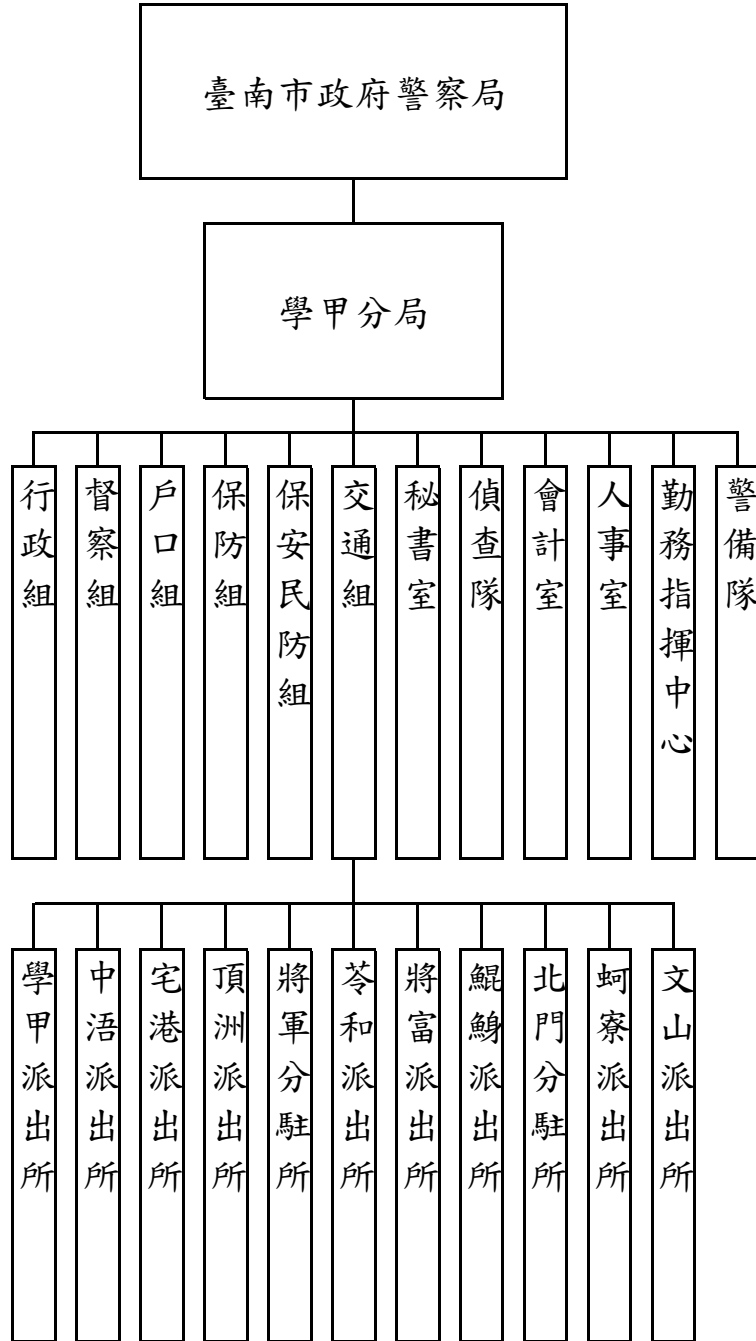 臺南市政府警察局
學甲分局
行政組
督察組
戶口組
保防組
保安民防組
交通組
秘書室
偵查隊
會計室
人事室
勤務指揮中心
警備隊
學甲派出所
中洲派出所
宅港派出所
頂洲派出所
將軍分駐所
苓和派出所
將富派出所
鯤鯓派出所
北門分駐所
蚵寮派出所
文山派出所